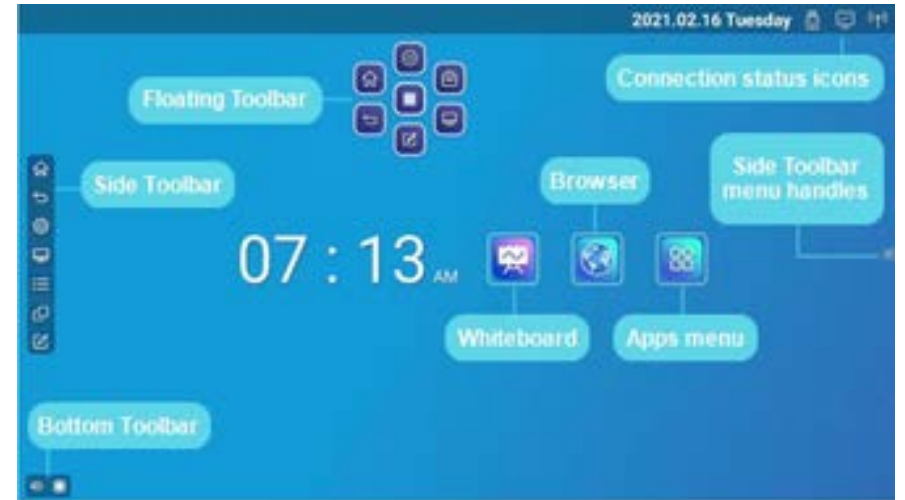 2021.02.16 Tuesday
Connection status icons
Floating Toolbar
Side Toolbar
menu handles
Side Toolbar
Browser
07 : 13 AM
Whiteboard
Apps menu
Bottom Toolbar